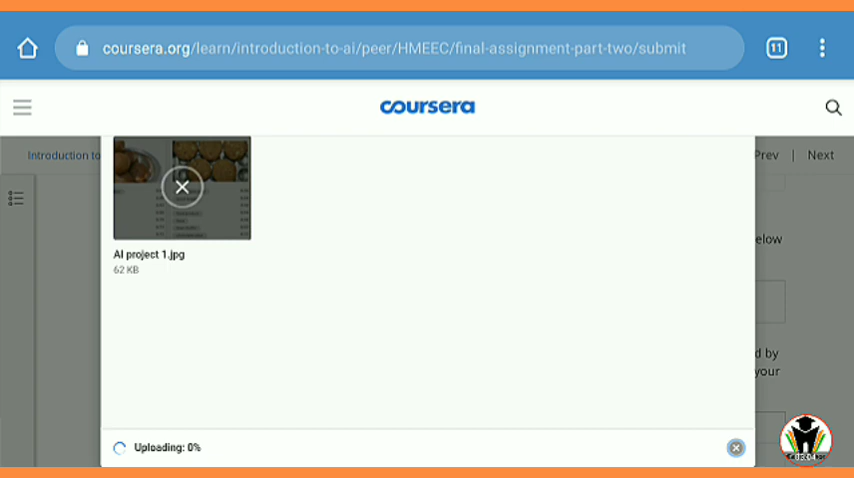 coursera.org/learn/introduction-to-ai/peer/HMEEC/final-assignment-part-two/submit
11
coursera
Introduction to
Prev | Next
elow
AI project 1.jpg
62 KB
d by
your
Uploading: 0%